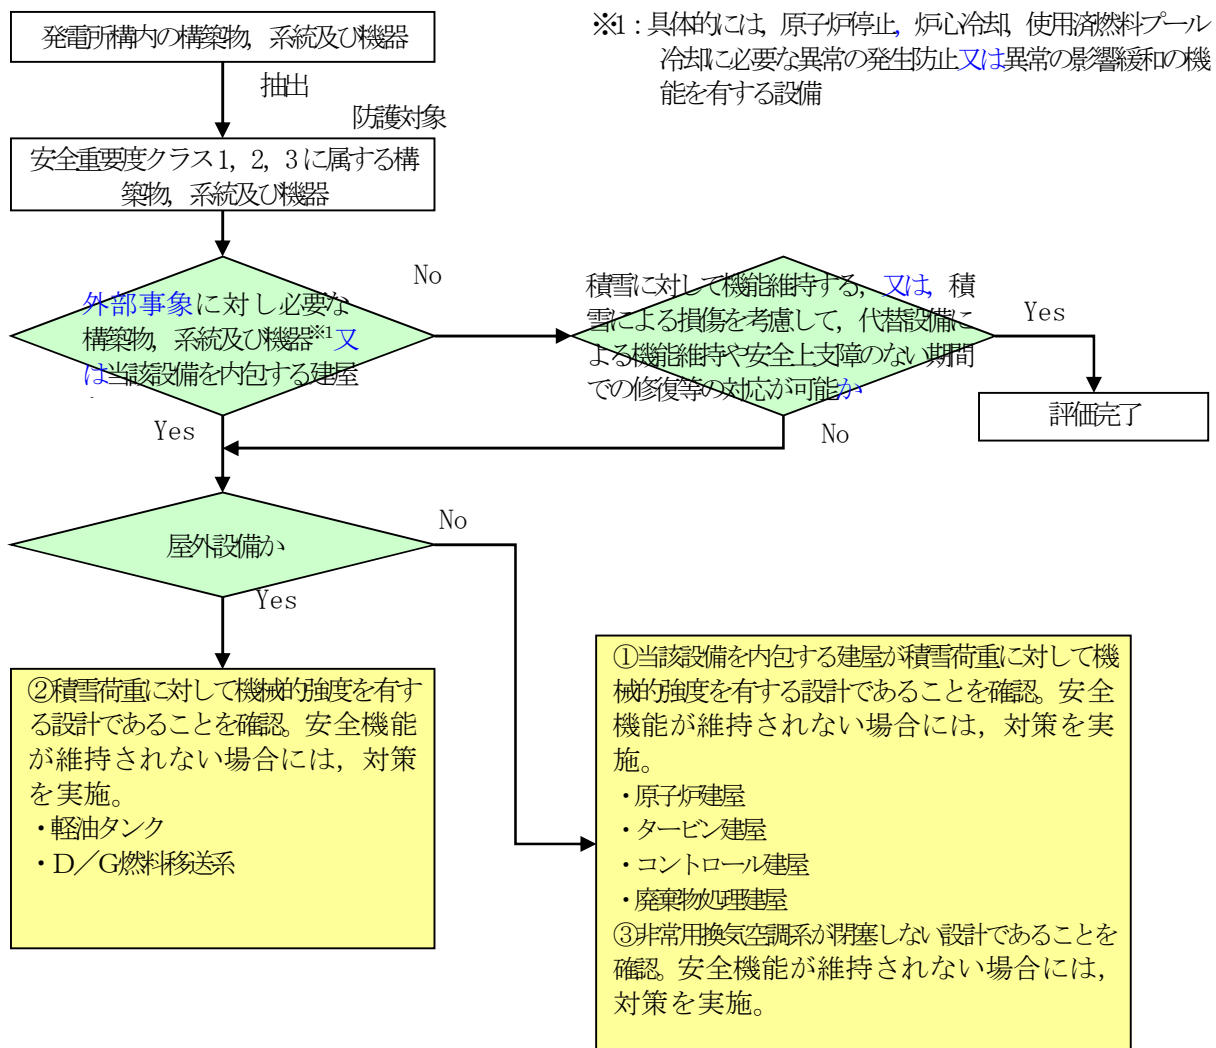 発電所構内の構築物，系統及び機器
抽出
防護対象
安全重要度クラス1，2，3に属する構
築物，系統及び機器
※1：具体的には，原子炉停止，炉心冷却，使用済燃料プール
冷却に必要な異常の発生防止又は異常の影響緩和の機
能を有する設備
外部事象に対し必要な
構築物，系統及び機器※1又
は当該設備を内包する建屋
No
積雪に対して機能維持する，又は，積
雪による損傷を考慮して，代替設備に
よる機能維持や安全上支障のない期間
での修復等の対応が可能か
Yes
評価完了
Yes
No
屋外設備か
No
Yes
②積雪荷重に対して機械的強度を有す
る設計であることを確認。安全機能
が維持されない場合には，対策
を実施。
・軽油タンク
・D／G燃料移送系
①当該設備を内包する建屋が積雪荷重に対して機
械的強度を有する設計であることを確認。安全
機能が維持されない場合には，対策を実
施。
・原子炉建屋
・タービン建屋
・コントロール建屋
・廃棄物処理建屋
③非常用換気空調系が閉塞しない設計であることを
確認。安全機能が維持されない場合には，
対策を実施。